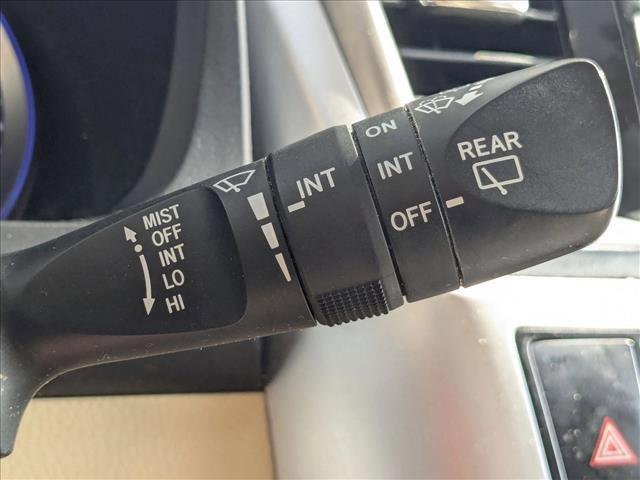 MIST
OFF
INT
LO
HI
INT
ON
INT
OFF
REAR